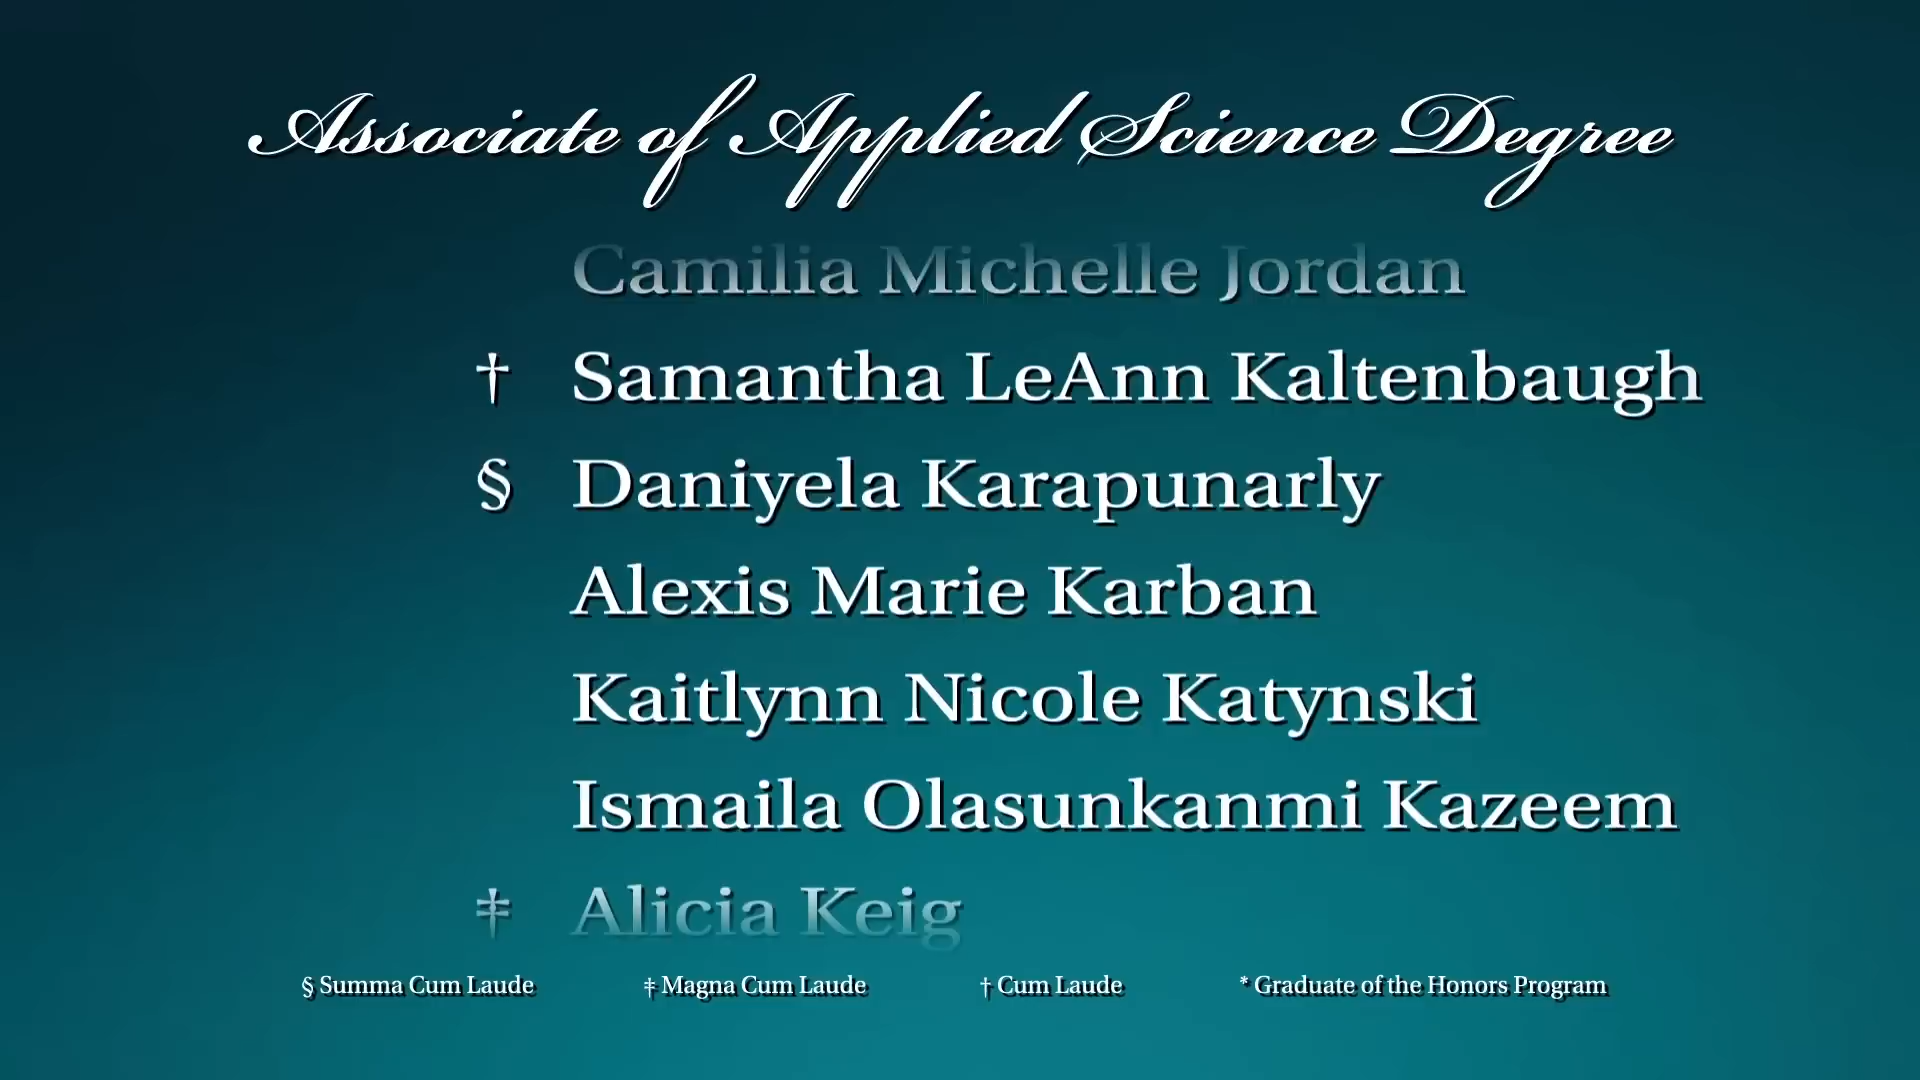 Associate of Applied Science Degree
Camilia Michelle Jordan
† Samantha LeAnn Kaltenbaugh
§ Daniyela Karapunarly
Alexis Marie Karban
Kaitlynn Nicole Katynski
Ismaila Olasunkanmi Kazeem
‡ Alicia Keig
§ Summa Cum Laude ‡ Magna Cum Laude † Cum Laude * Graduate of the Honors Program